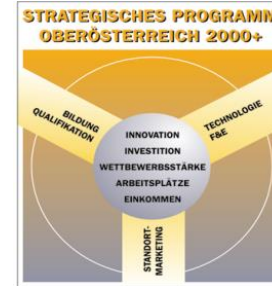 STRATEGISCHES PROGRAMM
OBERÖSTERREICH 2000+
BILDUNG
QUALIFIKATION
TECHNOLOGIE
F&E
INNOVATION
INVESTITION
WETTBEWERBSSTÄRKE
ARBEITSPLÄTZE
EINKOMMEN
STANDORT-
MARKETING